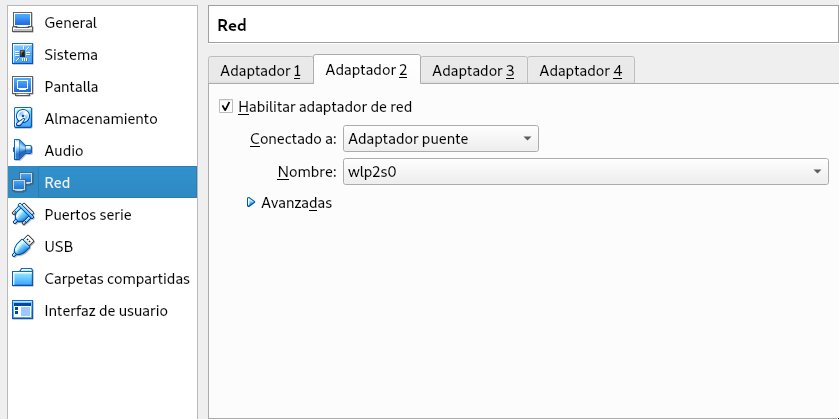 General
Sistema
Pantalla
Almacenamiento
Audio
Red
Puertos serie
USB
Carpetas compartidas
Interfaz de usuario
Red
Adaptador 1 Adaptador 2 Adaptador 3 Adaptador 4
Habilitar adaptador de red
Conectado a: Adaptador puente
Nombre: wlp2s0
Avanzadas